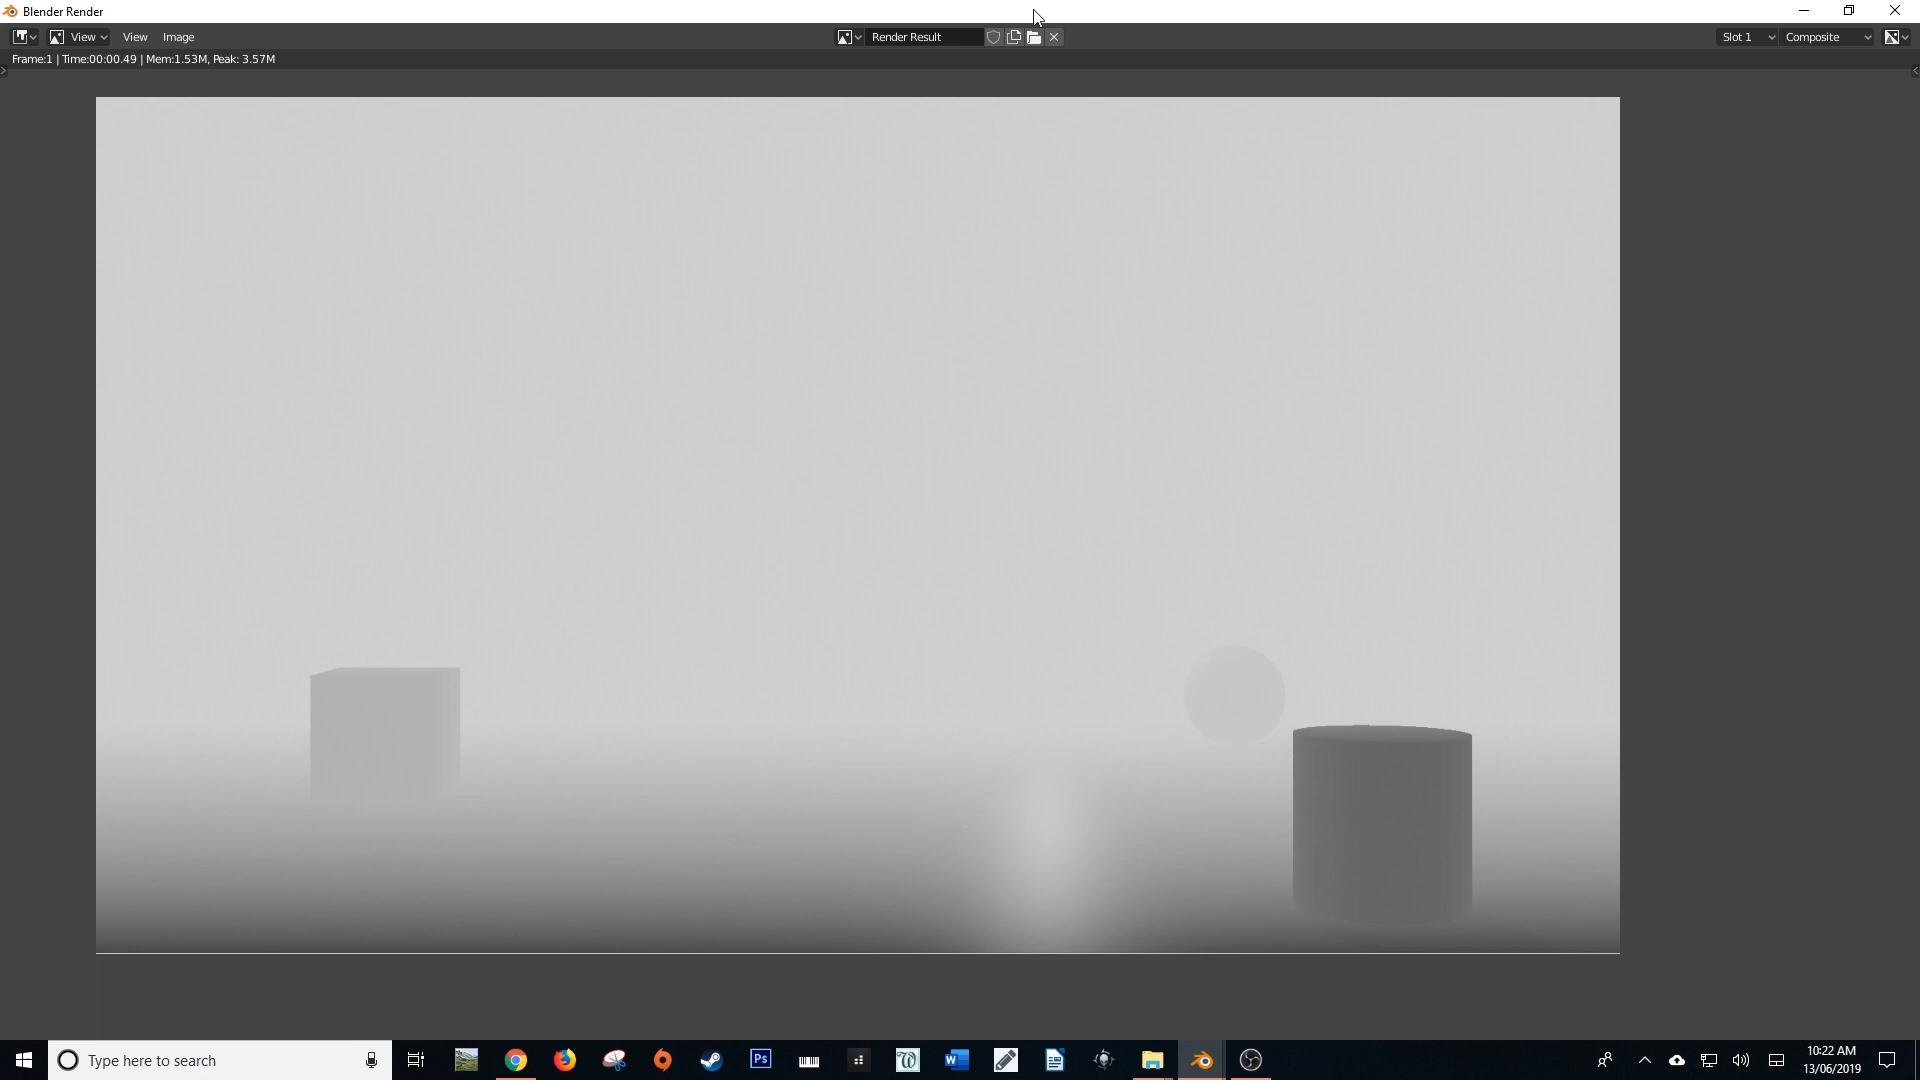 Blender Render
View View Image Render Result Slot 1 Composite
Frame:1 | Time:00:00.49 | Mem:1.53M, Peak: 3.57M
Type here to search
Ps
W
W
10:22 AM
13/06/2019